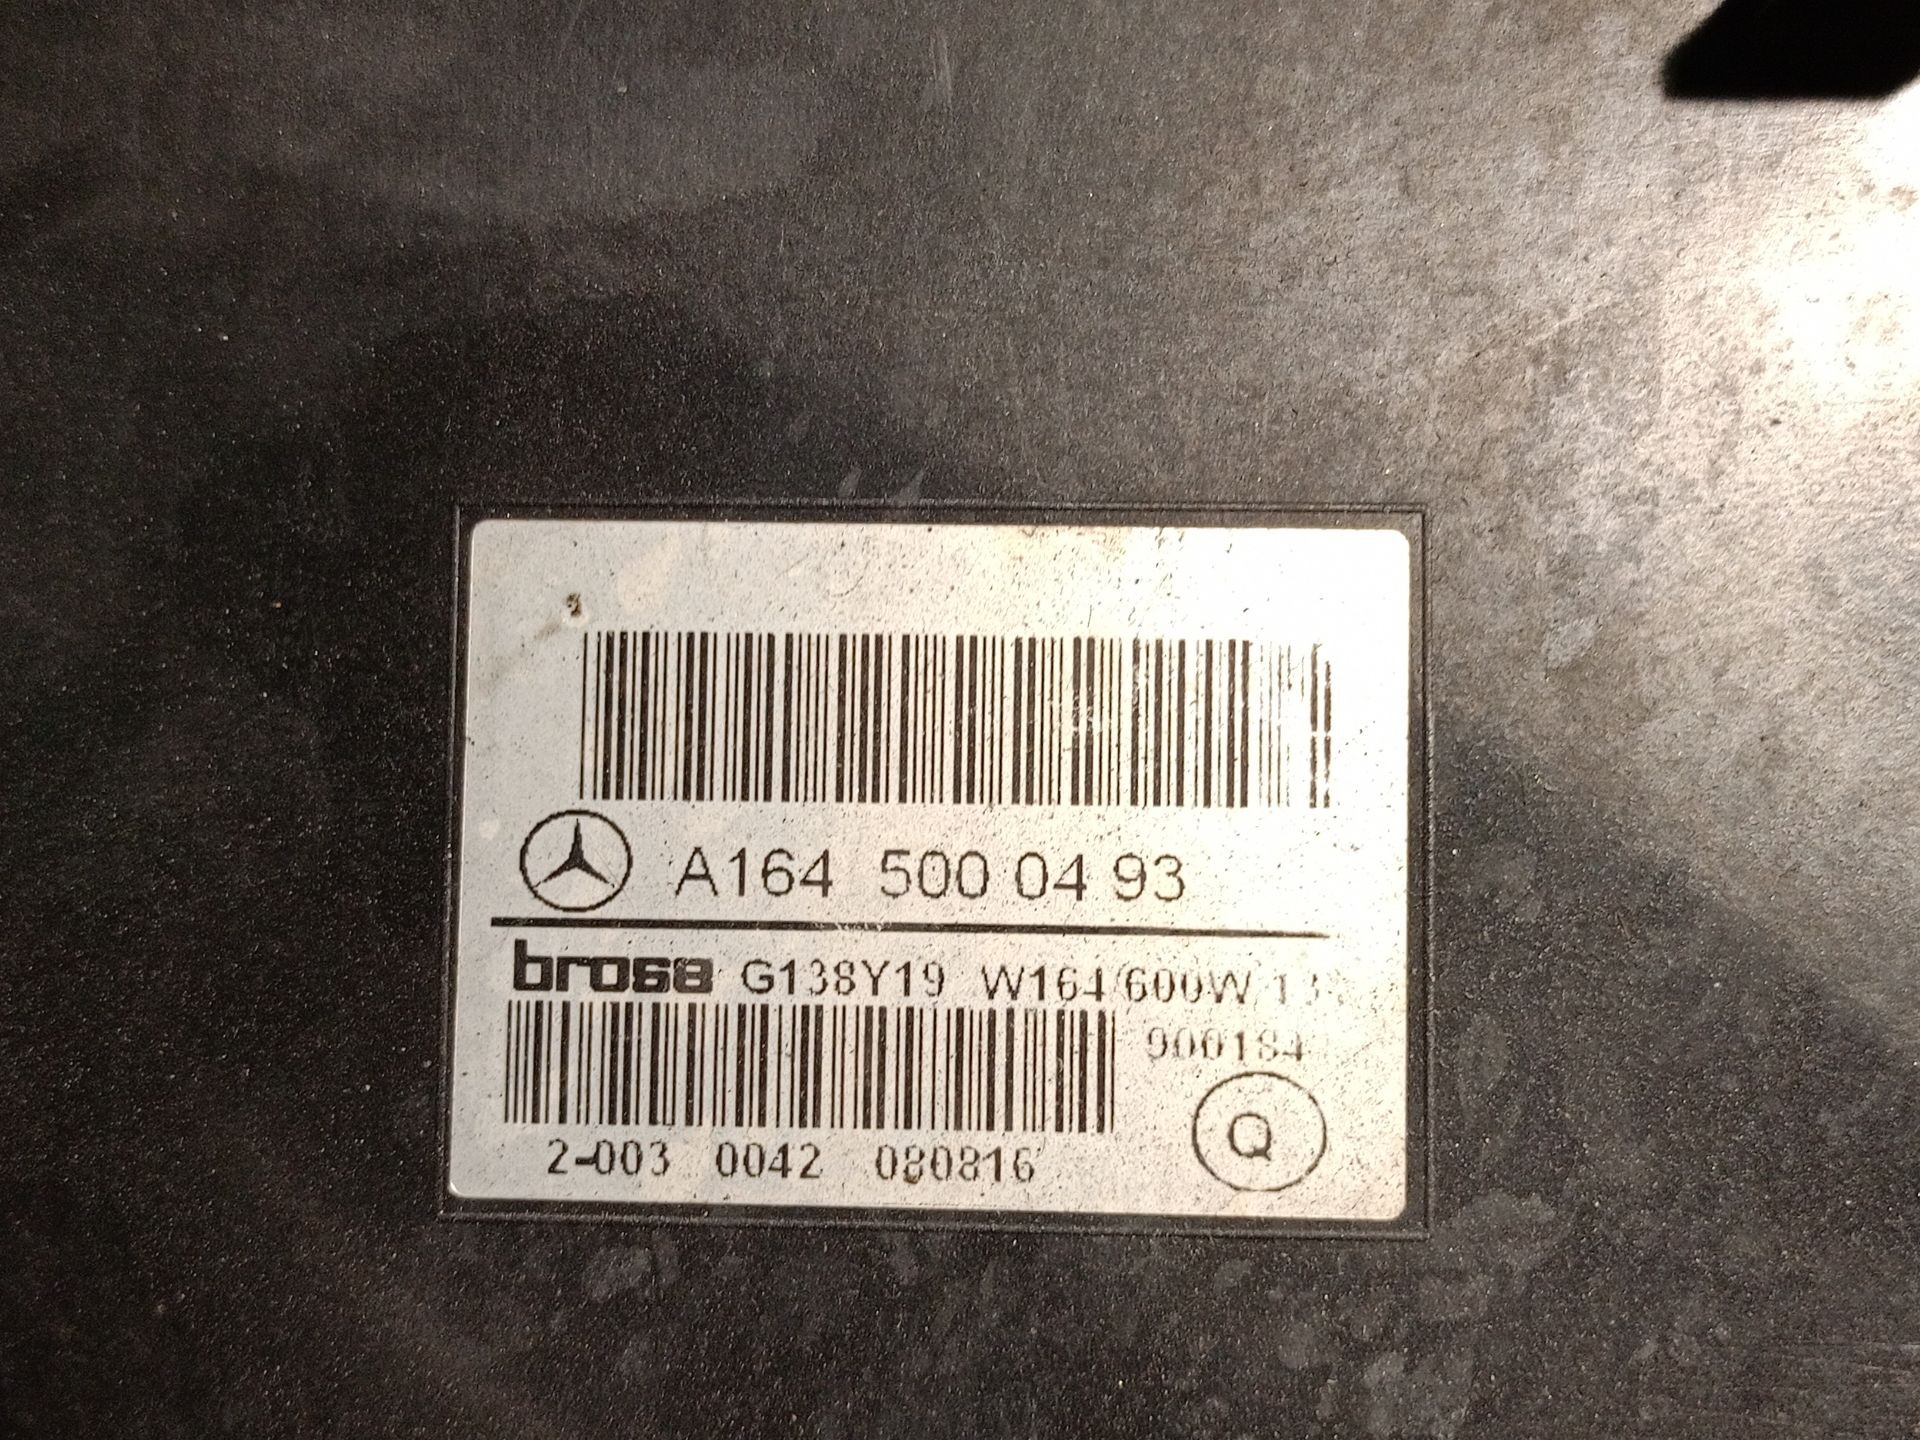 A164 500 04 93
brose G138Y19 W164/600W/
900184
2-003 0042 080816
Q